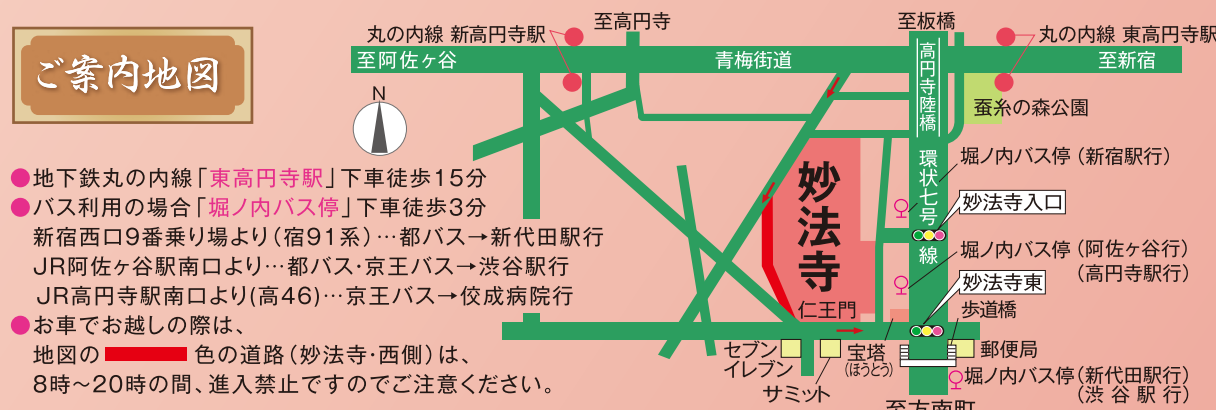 ご案内地図
丸の内線 新高円寺駅
至高円寺
至板橋
丸の内線 東高円寺駅
至阿佐ヶ谷
青梅街道
至新宿
高円寺陸橋
N
蚕糸の森公園
●地下鉄丸の内線「東高円寺駅」下車徒歩15分
●バス利用の場合「堀ノ内バス停」下車徒歩3分
新宿西口9番乗り場より(宿91系)…都バス→新代田駅行
JR阿佐ヶ谷駅南口より…都バス・京王バス→渋谷駅行
JR高円寺駅南口より(高46)…京王バス→佼成病院行
●お車でお越しの際は、
地図の 色の道路(妙法寺・西側)は、
8時〜20時の間、進入禁止ですのでご注意ください。
妙法寺
仁王門
環状七号線
堀ノ内バス停(新宿駅行)
妙法寺入口
堀ノ内バス停(阿佐ヶ谷行)
(高円寺駅行)
妙法寺東
歩道橋
セブン
イレブン
サミット
宝塔
(ほうとう)
郵便局
堀ノ内バス停(新代田駅行)
(渋谷駅行)
至方南町